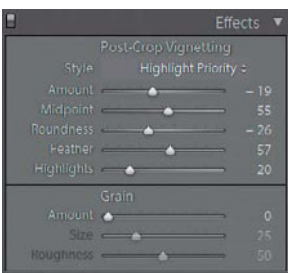 Effects
Post-Crop Vignetting
Style Highlight Priority
Amount - 19
Midpoint 55
Roundness - 26
Feather 57
Highlights 20
Grain
Amount 0
Size 25
Roughness 50